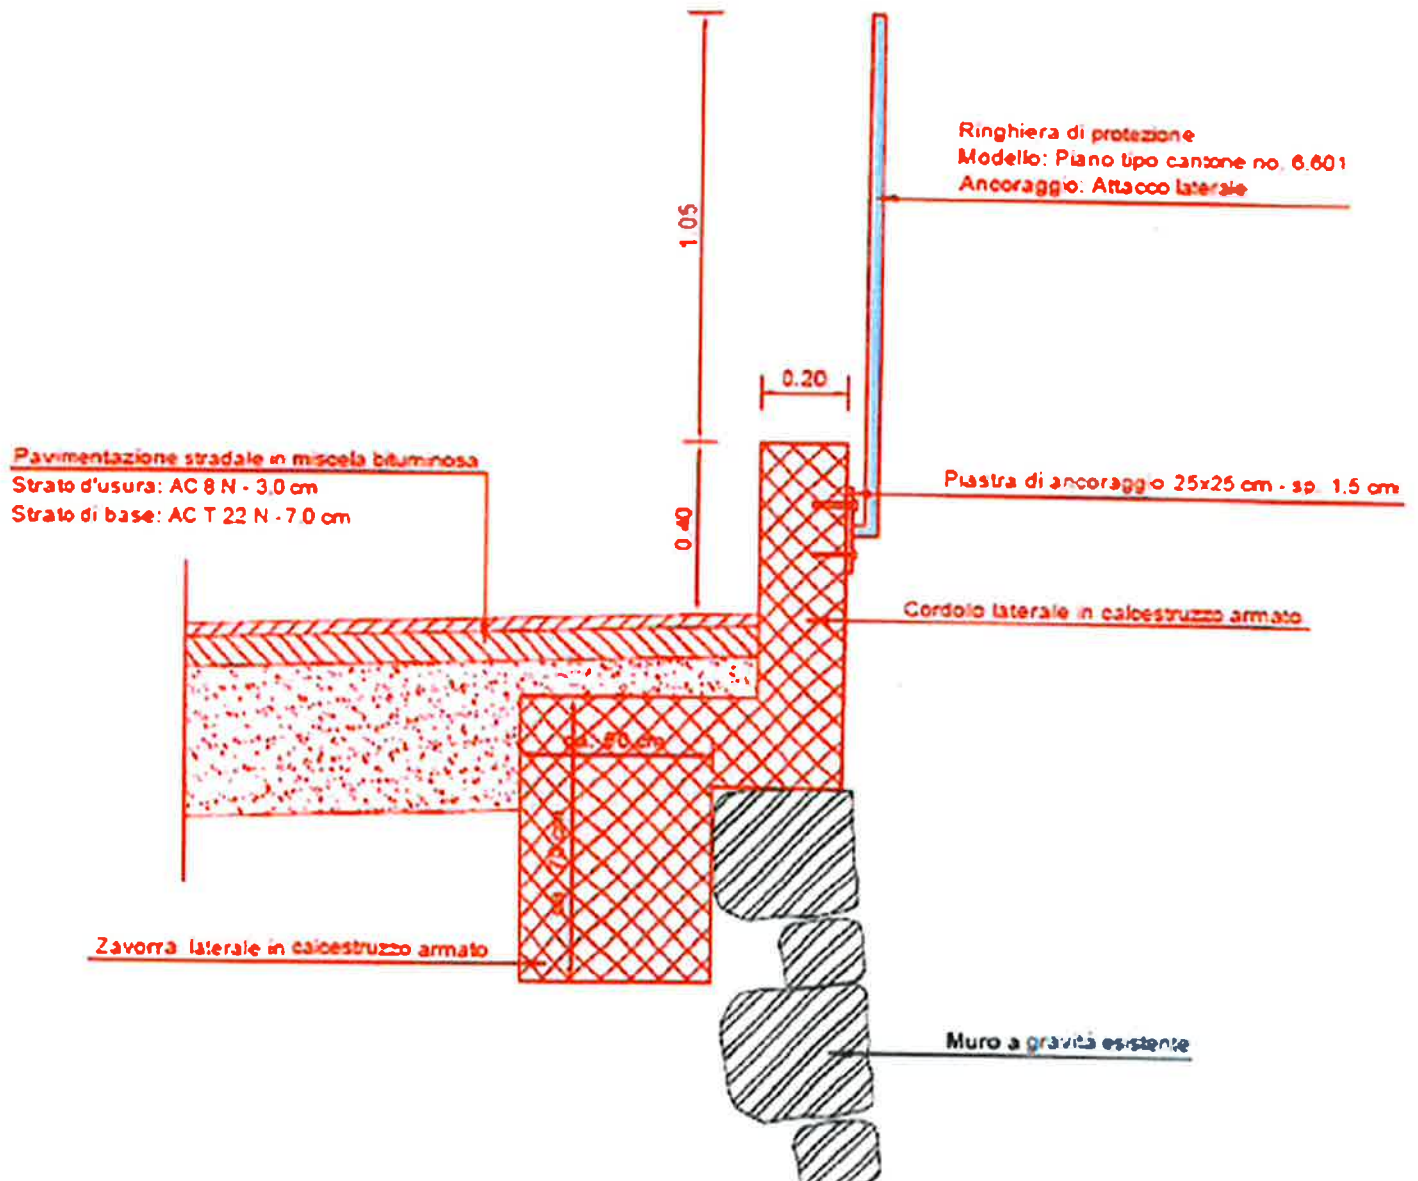 Ringhiera di protezione
Modello: Piano tipo cantone no. 6.601
Ancoraggio: Attacco laterale
1.05
0.20
Pavimentazione stradale in miscela bituminosa
Strato d'usura: AC 8 N - 3.0 cm
Strato di base: AC T 22 N - 7.0 cm
Piastra di ancoraggio 25x25 cm - sp. 1.5 cm
0.40
Cordolo laterale in calcestruzzo armato
ca. 50 cm
Zavorra laterale in calcestruzzo armato
Muro a gravità esistente